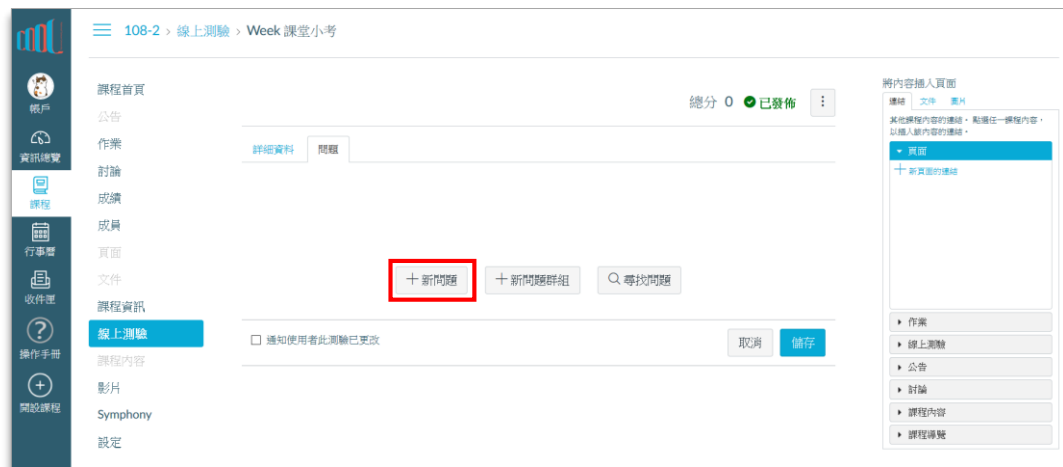 COOL
帳戶
資訊總覽
課程
行事曆
收件匣
操作手冊
開設課程
108-2 › 線上測驗 › Week 課堂小考
課程首頁
公告
作業
討論
成績
成員
頁面
文件
課程資訊
線上測驗
課程內容
影片
Symphony
設定
總分 0 已發佈
詳細資料 問題
+ 新問題 + 新問題群組 尋找問題
通知使用者此測驗已更改
取消 儲存
將內容插入頁面
連結 文件 圖片
其他課程內容的連結。點選任一課程內容，
以插入該內容的連結。
頁面
+ 新頁面的連結
作業
線上測驗
公告
討論
課程內容
課程導覽